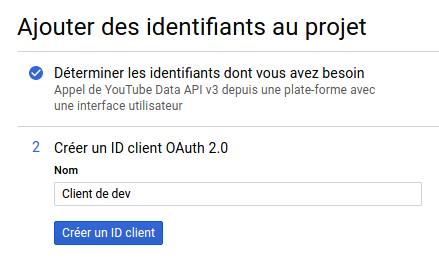 Ajouter des identifiants au projet
Déterminer les identifiants dont vous avez besoin
Appel de YouTube Data API v3 depuis une plate-forme avec
une interface utilisateur
2 Créer un ID client OAuth 2.0
Nom
Client de dev
Créer un ID client